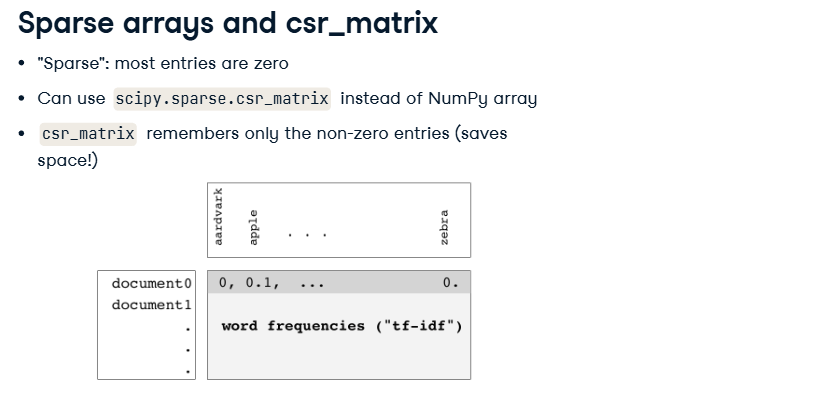 Sparse arrays and csr_matrix
• "Sparse": most entries are zero
• Can use scipy.sparse.csr_matrix instead of NumPy array
• csr_matrix remembers only the non-zero entries (saves
space!)
aardvark apple . . . zebra
document0 0, 0.1, ... 0.
document1
. word frequencies ("tf-idf")
.
.